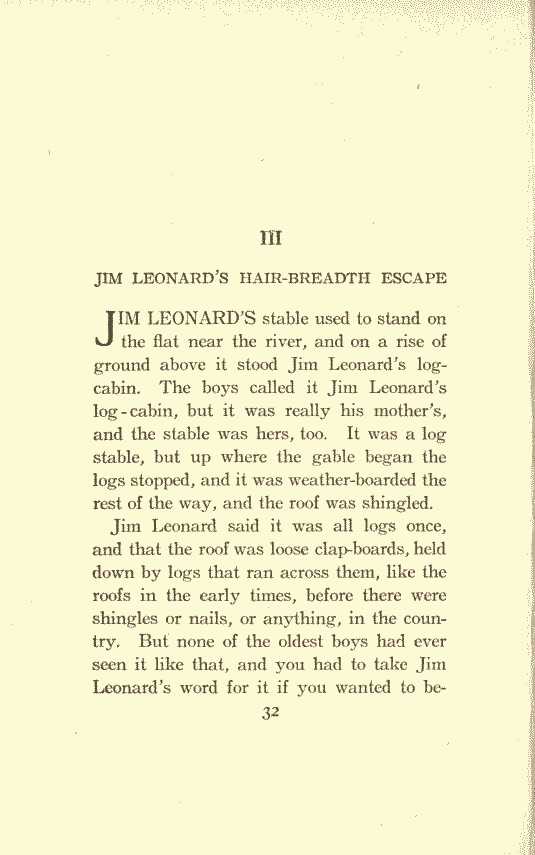 III
JIM LEONARD'S HAIR-BREADTH ESCAPE
JIM LEONARD'S stable used to stand on
the flat near the river, and on a rise of
ground above it stood Jim Leonard's log-
cabin. The boys called it Jim Leonard's
log-cabin, but it was really his mother's,
and the stable was hers, too. It was a log
stable, but up where the gable began the
logs stopped, and it was weather-boarded the
rest of the way, and the roof was shingled.
Jim Leonard said it was all logs once,
and that the roof was loose clap-boards, held
down by logs that ran across them, like the
roofs in the early times, before there were
shingles or nails, or anything, in the coun-
try. But none of the oldest boys had ever
seen it like that, and you had to take Jim
Leonard's word for it if you wanted to be-
32